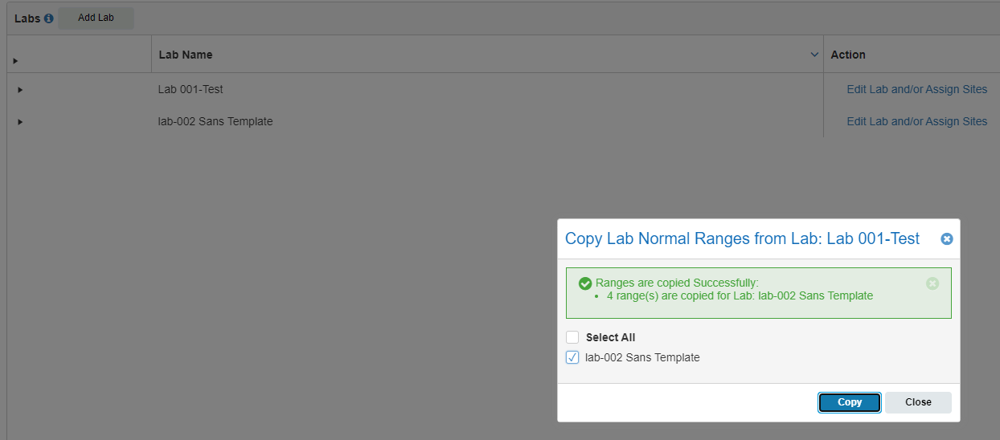 Labs Add Lab
Lab Name Action
Lab 001-Test Edit Lab and/or Assign Sites
lab-002 Sans Template Edit Lab and/or Assign Sites
Copy Lab Normal Ranges from Lab: Lab 001-Test
Ranges are copied Successfully:
• 4 range(s) are copied for Lab: lab-002 Sans Template
Select All
lab-002 Sans Template
Copy Close